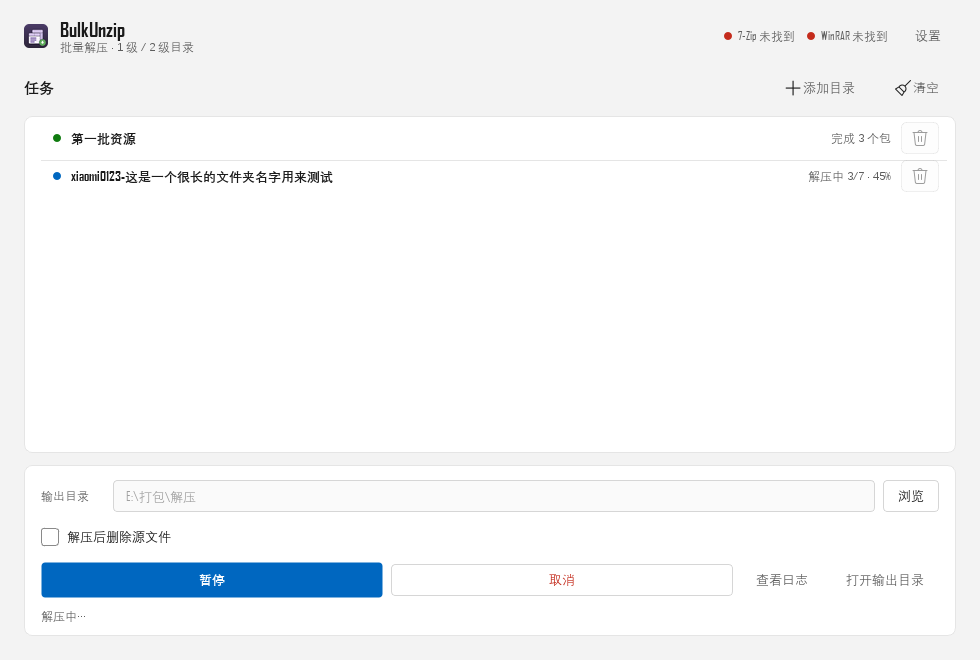 BulkUnzip
批量解压 · 1 级 / 2 级目录
7-Zip 未找到
WinRAR 未找到
设置
任务
添加目录
清空
第一批资源
完成 3 个包
xiaomi0123-这是一个很长的文件夹名字用来测试
解压中 3/7 · 45%
输出目录
E:\打包\解压
浏览
解压后删除源文件
暂停
取消
查看日志
打开输出目录
解压中···